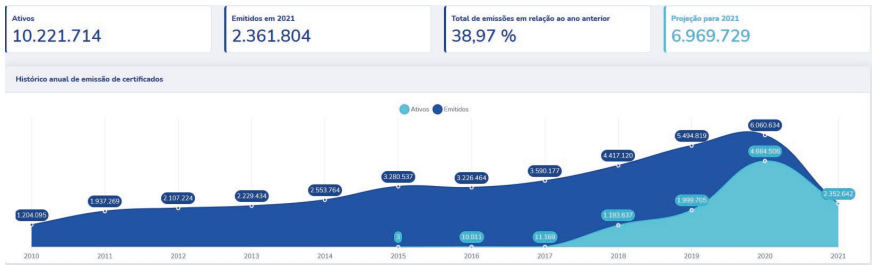 Ativos Emitidos em 2021 Total de emissões em relação ao ano anterior Projeção para 2021
10.221.714 2.361.804 38,97 % 6.969.729
Histórico anual de emissão de certificados
Ativos Emitidos
6.060.634
5.494.819
4.664.506
4.417.120
3.590.177
3.280.537 3.226.464
2.553.764 2.352.642
1.937.269 2.107.224 2.229.434 1.999.705
1.204.095 1.193.637
3 10.011 11.169
2010 2011 2012 2013 2014 2015 2016 2017 2018 2019 2020 2021